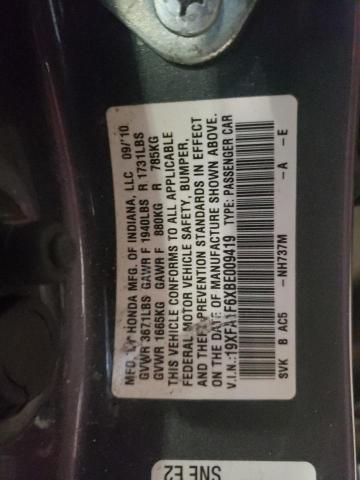 MFD. BY HONDA MFG. OF INDIANA, LLC 09/'10
GVWR 3671LBS GAWR F 1940LBS R 1731LBS
GVWR 1665KG GAWR F 880KG R 785KG
THIS VEHICLE CONFORMS TO ALL APPLICABLE
FEDERAL MOTOR VEHICLE SAFETY, BUMPER,
AND THEFT PREVENTION STANDARDS IN EFFECT
ON THE DATE OF MANUFACTURE SHOWN ABOVE.
V.I.N.:19XFA1F6XBE009419 TYPE: PASSENGER CAR
SVK B AC5 -NH737M -A -E
SNE E2